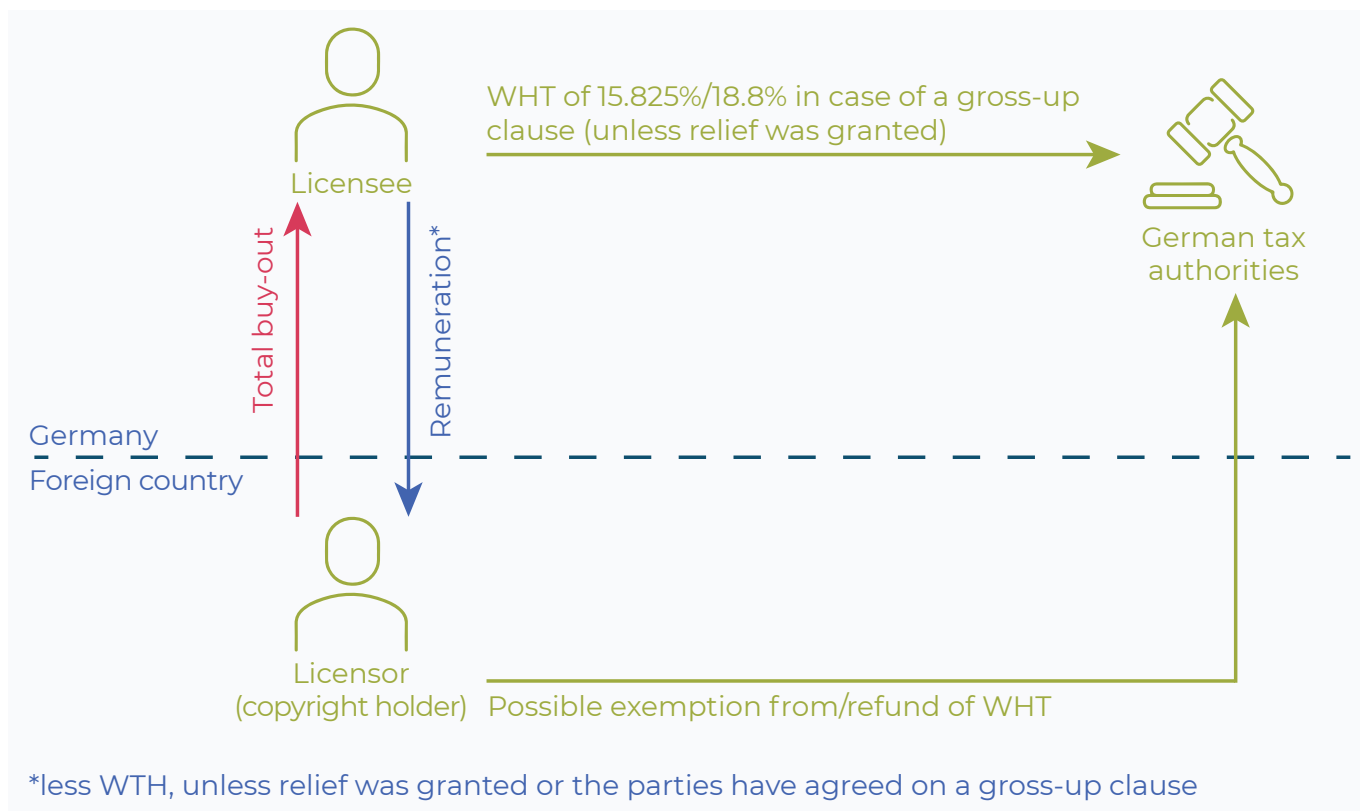 WHT of 15.825%/18.8% in case of a gross-up
clause (unless relief was granted)
Licensee
German tax
authorities
Total buy-out
Remuneration*
Germany
Foreign country
Licensor
(copyright holder)
Possible exemption from/refund of WHT
*less WTH, unless relief was granted or the parties have agreed on a gross-up clause